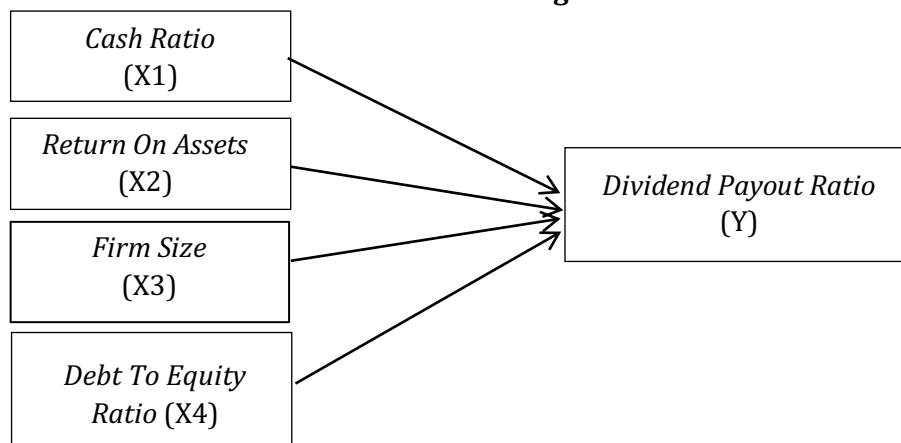 Cash Ratio
(X1)
Return On Assets
(X2)
Firm Size
(X3)
Debt To Equity
Ratio (X4)
Dividend Payout Ratio
(Y)